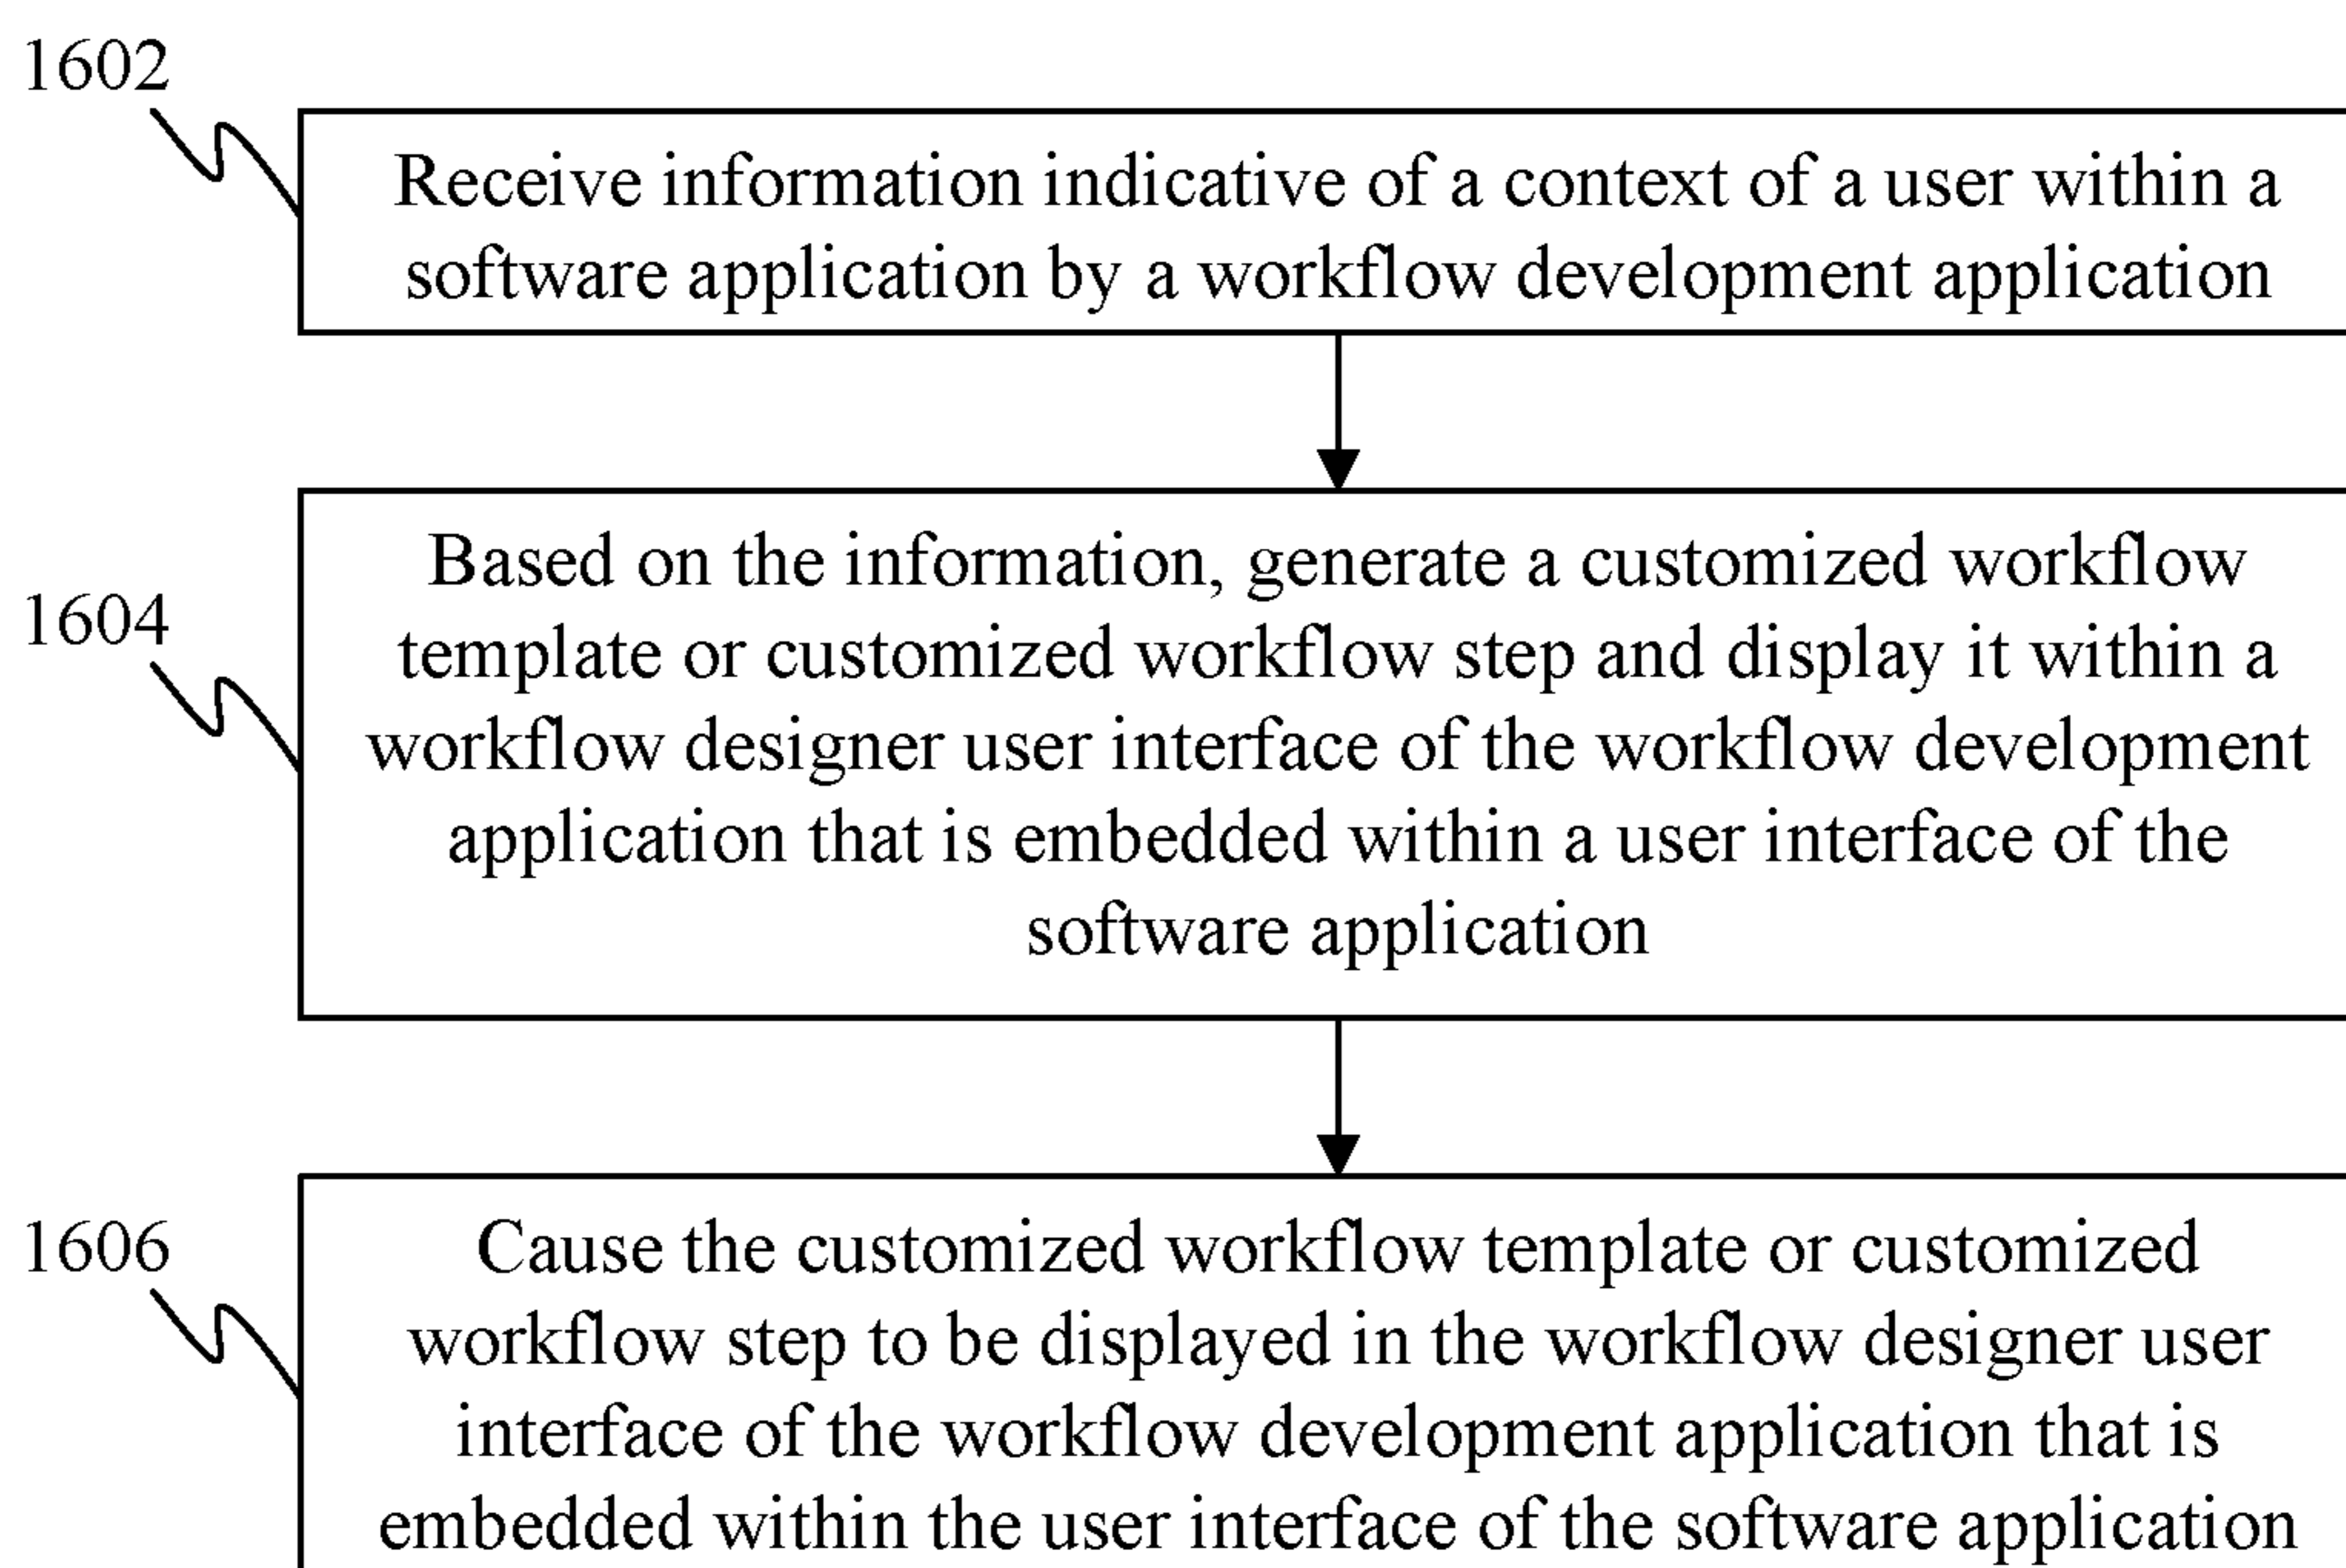 1602
Receive information indicative of a context of a user within a
software application by a workflow development application
1604
Based on the information, generate a customized workflow
template or customized workflow step and display it within a
workflow designer user interface of the workflow development
application that is embedded within a user interface of the
software application
1606
Cause the customized workflow template or customized
workflow step to be displayed in the workflow designer user
interface of the workflow development application that is
embedded within the user interface of the software application